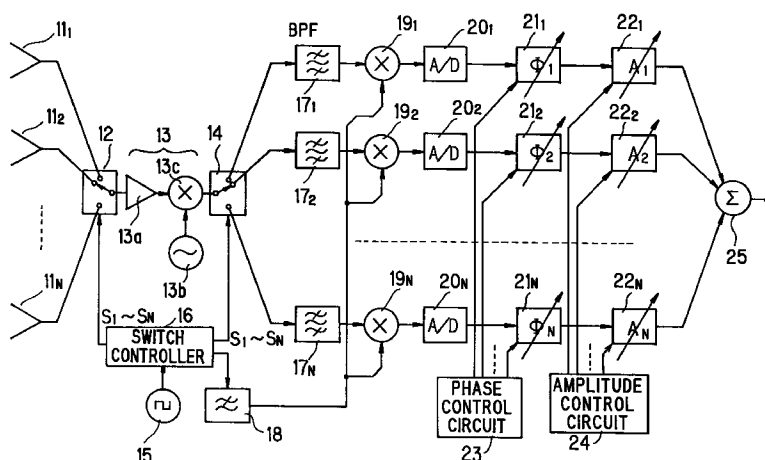 11₁
BPF
19₁
20₁
21₁
22₁
×
A/D
Φ₁
A₁
17₁
11₂
12
13
14
13c
19₂
20₂
21₂
22₂
×
×
A/D
Φ₂
A₂
13a
17₂
13b
Σ
25
11N
S₁~SN
16
S₁~SN
SWITCH
CONTROLLER
19N
20N
21N
22N
×
A/D
ΦN
AN
17N
15
18
PHASE
CONTROL
CIRCUIT
23
AMPLITUDE
CONTROL
CIRCUIT
24